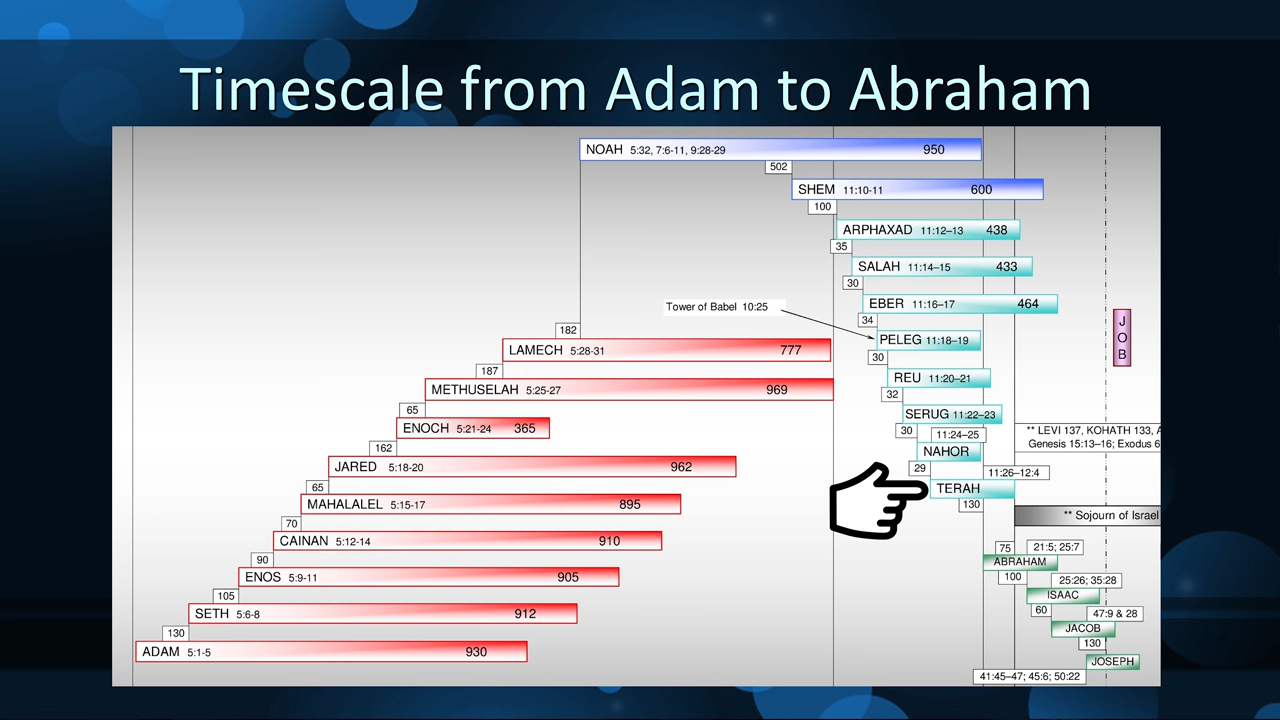 Timescale from Adam to Abraham
NOAH 5:32, 7:6-11, 9:28-29 950
502
SHEM 11:10-11 600
100
ARPHAXAD 11:12–13 438
35
SALAH 11:14–15 433
30
EBER 11:16–17 464
Tower of Babel 10:25
34
PELEG 11:18–19
J
O
B
182
LAMECH 5:28-31 777
30
187
REU 11:20–21
METHUSELAH 5:25-27 969
32
65
SERUG 11:22–23
ENOCH 5:21-24 365
30
11:24–25
** LEVI 137, KOHATH 133, A
Genesis 15:13–16; Exodus 6
162
NAHOR
JARED 5:18-20 962
29
11:26–12:4
65
TERAH
MAHALALEL 5:15-17 895
130
** Sojourn of Israel
70
CAINAN 5:12-14 910
75
21:5; 25:7
90
ABRAHAM
ENOS 5:9-11 905
100
25:26; 35:28
105
ISAAC
SETH 5:6-8 912
60
47:9 & 28
130
JACOB
130
ADAM 5:1-5 930
JOSEPH
41:45–47; 45:6; 50:22